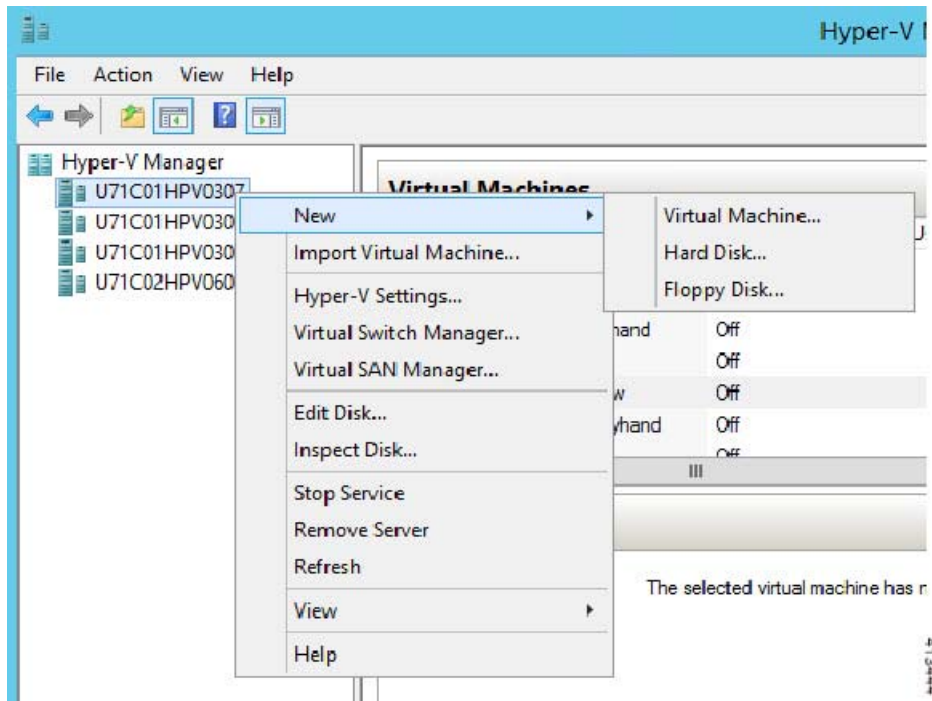 Hyper-V
File Action View Help
Hyper-V Manager
U71C01HPV0307
U71C01HPV030
U71C01HPV030
U71C02HPV060
Virtual Machines
New
Import Virtual Machine...
Hyper-V Settings...
Virtual Switch Manager...
Virtual SAN Manager...
Edit Disk...
Inspect Disk...
Stop Service
Remove Server
Refresh
View
Help
Virtual Machine...
Hard Disk...
Floppy Disk...
hand Off
Off
w Off
yhand Off
Off
The selected virtual machine has